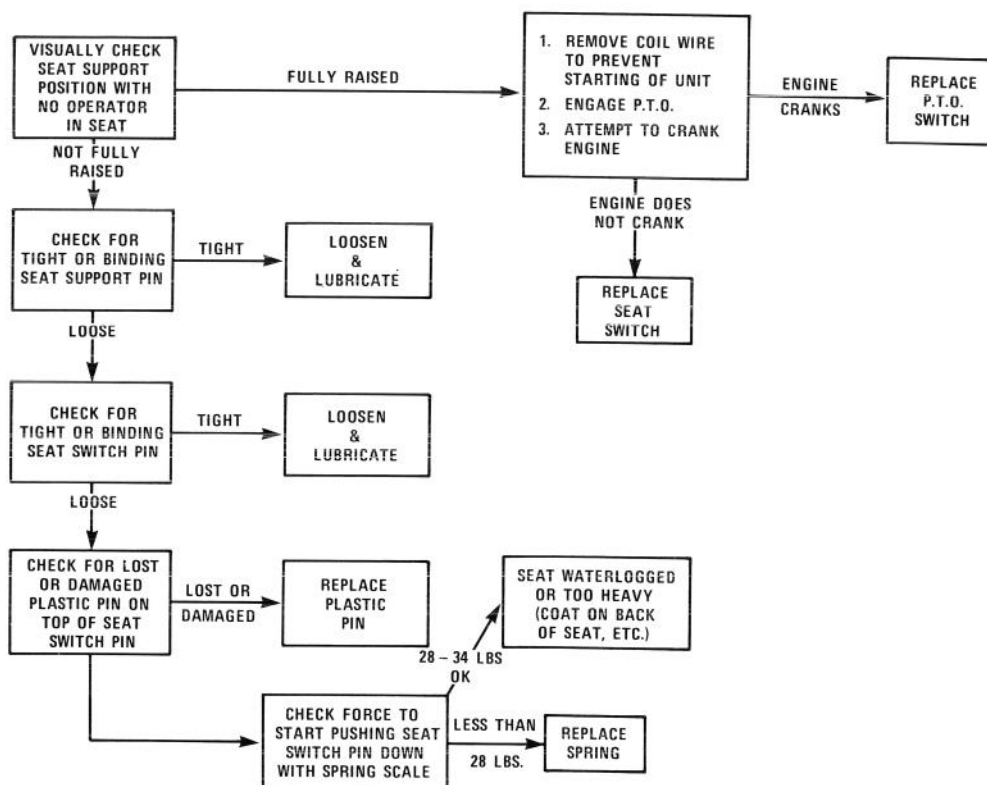 VISUALLY CHECK
SEAT SUPPORT
POSITION WITH
NO OPERATOR
IN SEAT
FULLY RAISED
1. REMOVE COIL WIRE
TO PREVENT
STARTING OF UNIT
2. ENGAGE P.T.O.
3. ATTEMPT TO CRANK
ENGINE
ENGINE
CRANKS
REPLACE
P.T.O.
SWITCH
NOT FULLY
RAISED
ENGINE DOES
NOT CRANK
REPLACE
SEAT
SWITCH
CHECK FOR
TIGHT OR BINDING
SEAT SUPPORT PIN
TIGHT
LOOSEN
&
LUBRICATE
LOOSE
CHECK FOR
TIGHT OR BINDING
SEAT SWITCH PIN
TIGHT
LOOSEN
&
LUBRICATE
LOOSE
CHECK FOR LOST
OR DAMAGED
PLASTIC PIN ON
TOP OF SEAT
SWITCH PIN
LOST OR
DAMAGED
REPLACE
PLASTIC
PIN
SEAT WATERLOGGED
OR TOO HEAVY
(COAT ON BACK
OF SEAT, ETC.)
28 – 34 LBS
OK
CHECK FORCE TO
START PUSHING SEAT
SWITCH PIN DOWN
WITH SPRING SCALE
LESS THAN
28 LBS.
REPLACE
SPRING